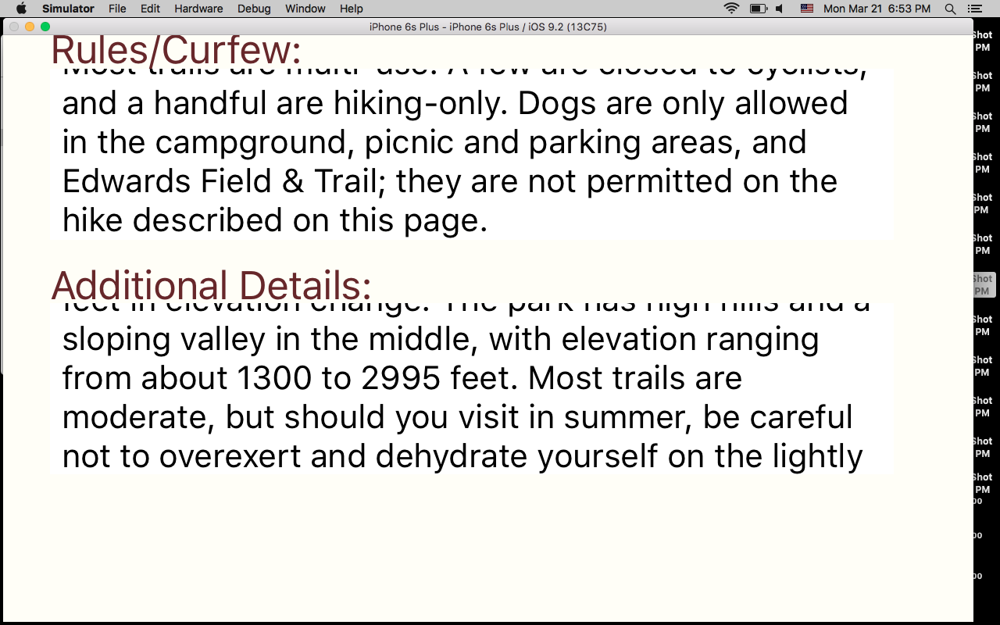 Simulator File Edit Hardware Debug Window Help Mon Mar 21 6:53 PM
iPhone 6s Plus - iPhone 6s Plus / iOS 9.2 (13C75)
Rules/Curfew:
Most trails are multi-use. A few are closed to cyclists,
and a handful are hiking-only. Dogs are only allowed
in the campground, picnic and parking areas, and
Edwards Field & Trail; they are not permitted on the
hike described on this page.
Additional Details:
feet in elevation change. The park has high hills and a
sloping valley in the middle, with elevation ranging
from about 1300 to 2995 feet. Most trails are
moderate, but should you visit in summer, be careful
not to overexert and dehydrate yourself on the lightly
Shot
PM
Shot
PM
Shot
PM
Shot
PM
Shot
PM
Shot
PM
Shot
PM
Shot
PM
Shot
PM
Shot
PM
Shot
PM
Shot
PM